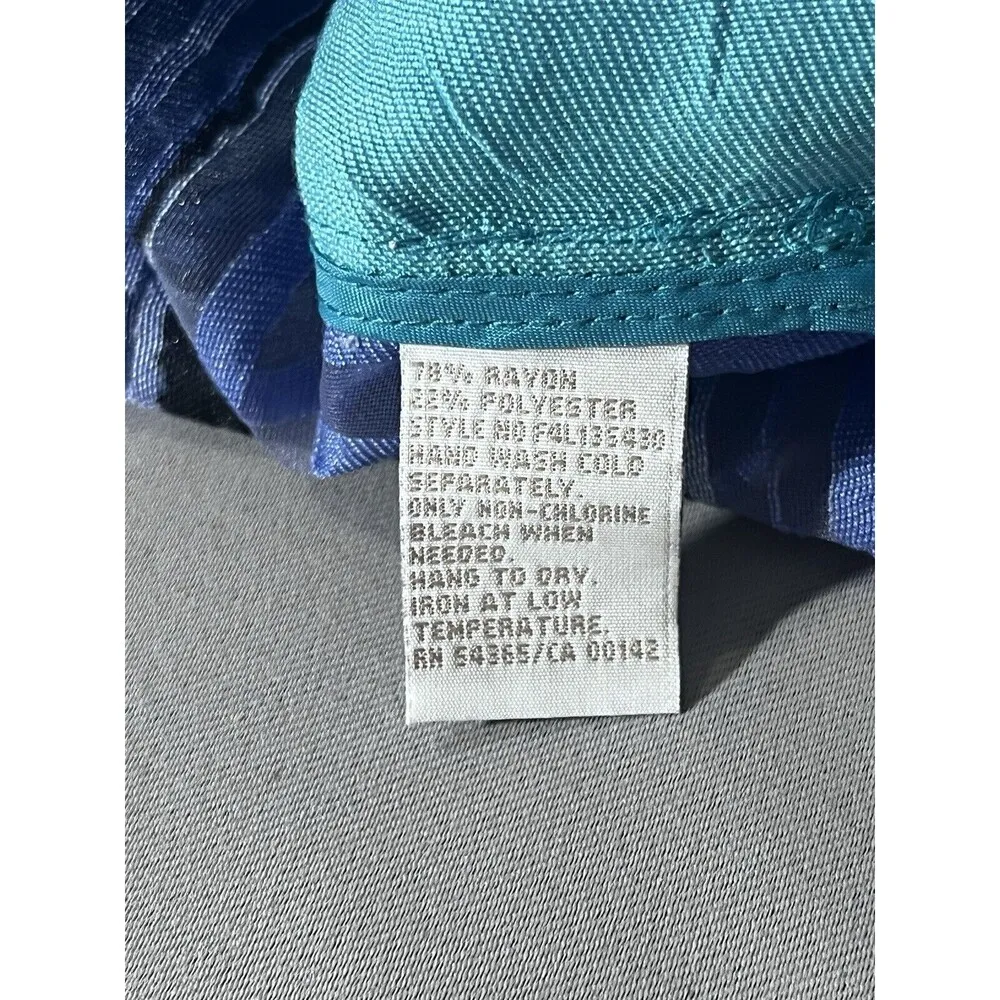 78% RAYON
22% POLYESTER
STYLE NO F4L135430
HAND WASH COLD
SEPARATELY.
ONLY NON-CHLORINE
BLEACH WHEN
NEEDED.
HANG TO DRY.
IRON AT LOW
TEMPERATURE.
RN 54365/CA 00142